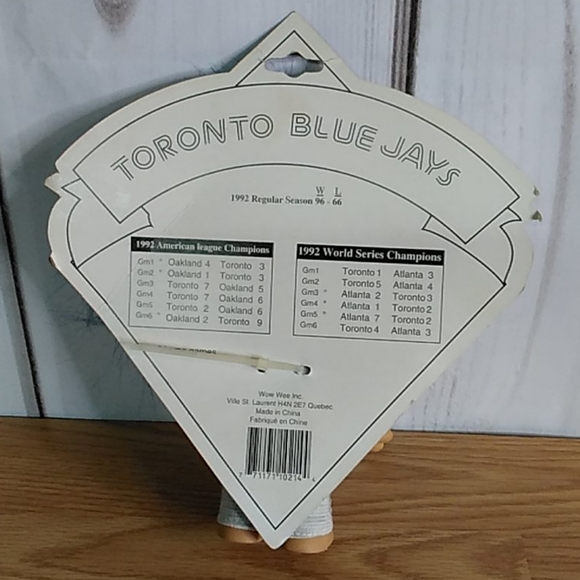 TORONTO BLUE JAYS
W L
1992 Regular Season 96 - 66
1992 American league Champions
Gm1 * Oakland 4 Toronto 3
Gm2 * Oakland 1 Toronto 3
Gm3 Toronto 7 Oakland 5
Gm4 Toronto 7 Oakland 6
Gm5 Toronto 2 Oakland 6
Gm6 * Oakland 2 Toronto 9
1992 World Series Champions
Gm1 Toronto 1 Atlanta 3
Gm2 Toronto 5 Atlanta 4
Gm3 * Atlanta 2 Toronto 3
Gm4 * Atlanta 1 Toronto 2
Gm5 * Atlanta 7 Toronto 2
Gm6 Toronto 4 Atlanta 3
Wow Wee Inc.
Ville St. Laurent H4N 2E7 Quebec
Made in China
Fabriqué en Chine
7 71171 10214 4